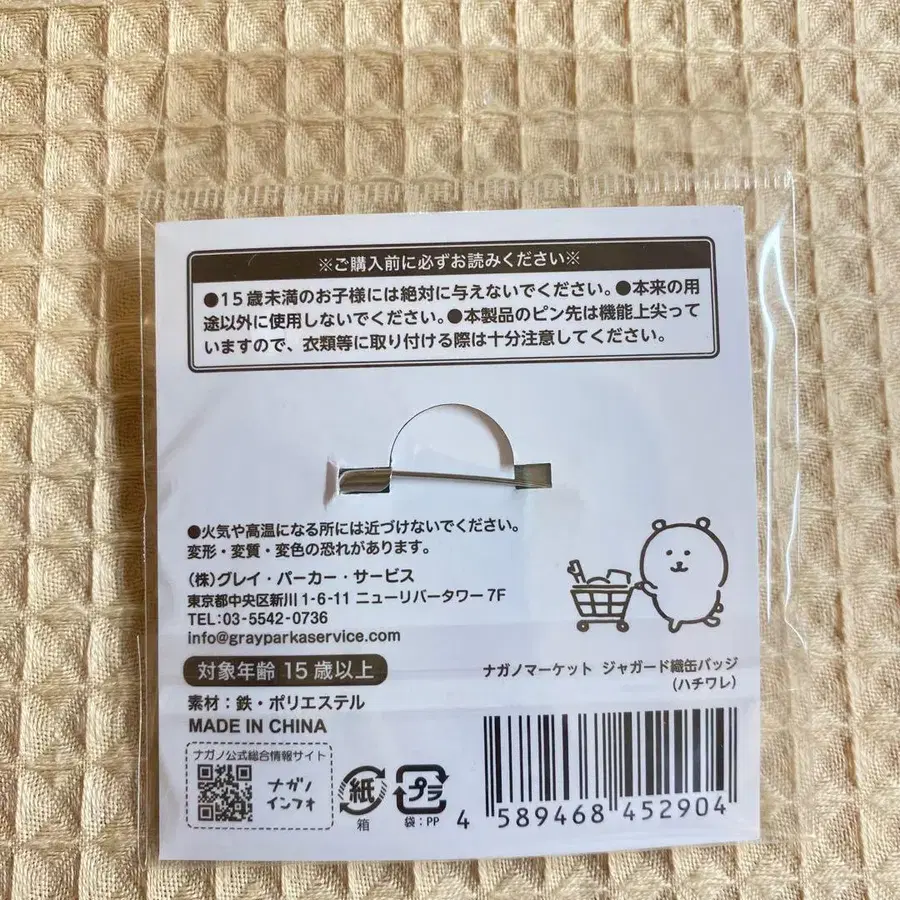 ※ご購入前に必ずお読みください※
●15歳未満のお子様には絶対に与えないでください。●本来の用
途以外に使用しないでください。●本製品のピン先は機能上尖って
いますので、衣類等に取り付ける際は十分注意してください。
●火気や高温になる所には近づけないでください。
変形・変質・変色の恐れがあります。
(株)グレイ・パーカー・サービス
東京都中央区新川1-6-11 ニューリバータワー 7F
TEL:03-5542-0736
info@grayparkaservice.com
対象年齢 15歳以上
素材：鉄・ポリエステル
MADE IN CHINA
ナガノマーケット ジャガード織缶バッジ
(ハチワレ)
ナガノ公式総合情報サイト
ナガノ
インフォ
紙
箱
プラ
袋：PP
4 589468 452904